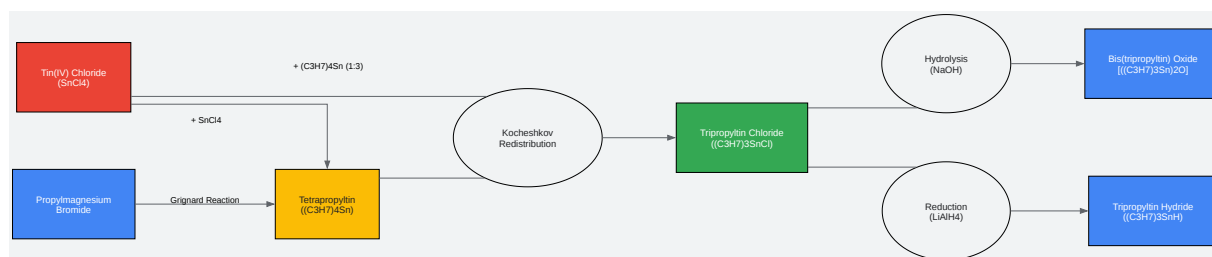 Tin(IV) Chloride
(SnCl4)
+ (C3H7)4Sn (1:3)
+ SnCl4
Propylmagnesium
Bromide
Grignard Reaction
Tetrapropyltin
((C3H7)4Sn)
Kocheshkov
Redistribution
Tripropyltin Chloride
((C3H7)3SnCl)
Hydrolysis
(NaOH)
Bis(tripropyltin) Oxide
[((C3H7)3Sn)2O]
Reduction
(LiAlH4)
Tripropyltin Hydride
((C3H7)3SnH)